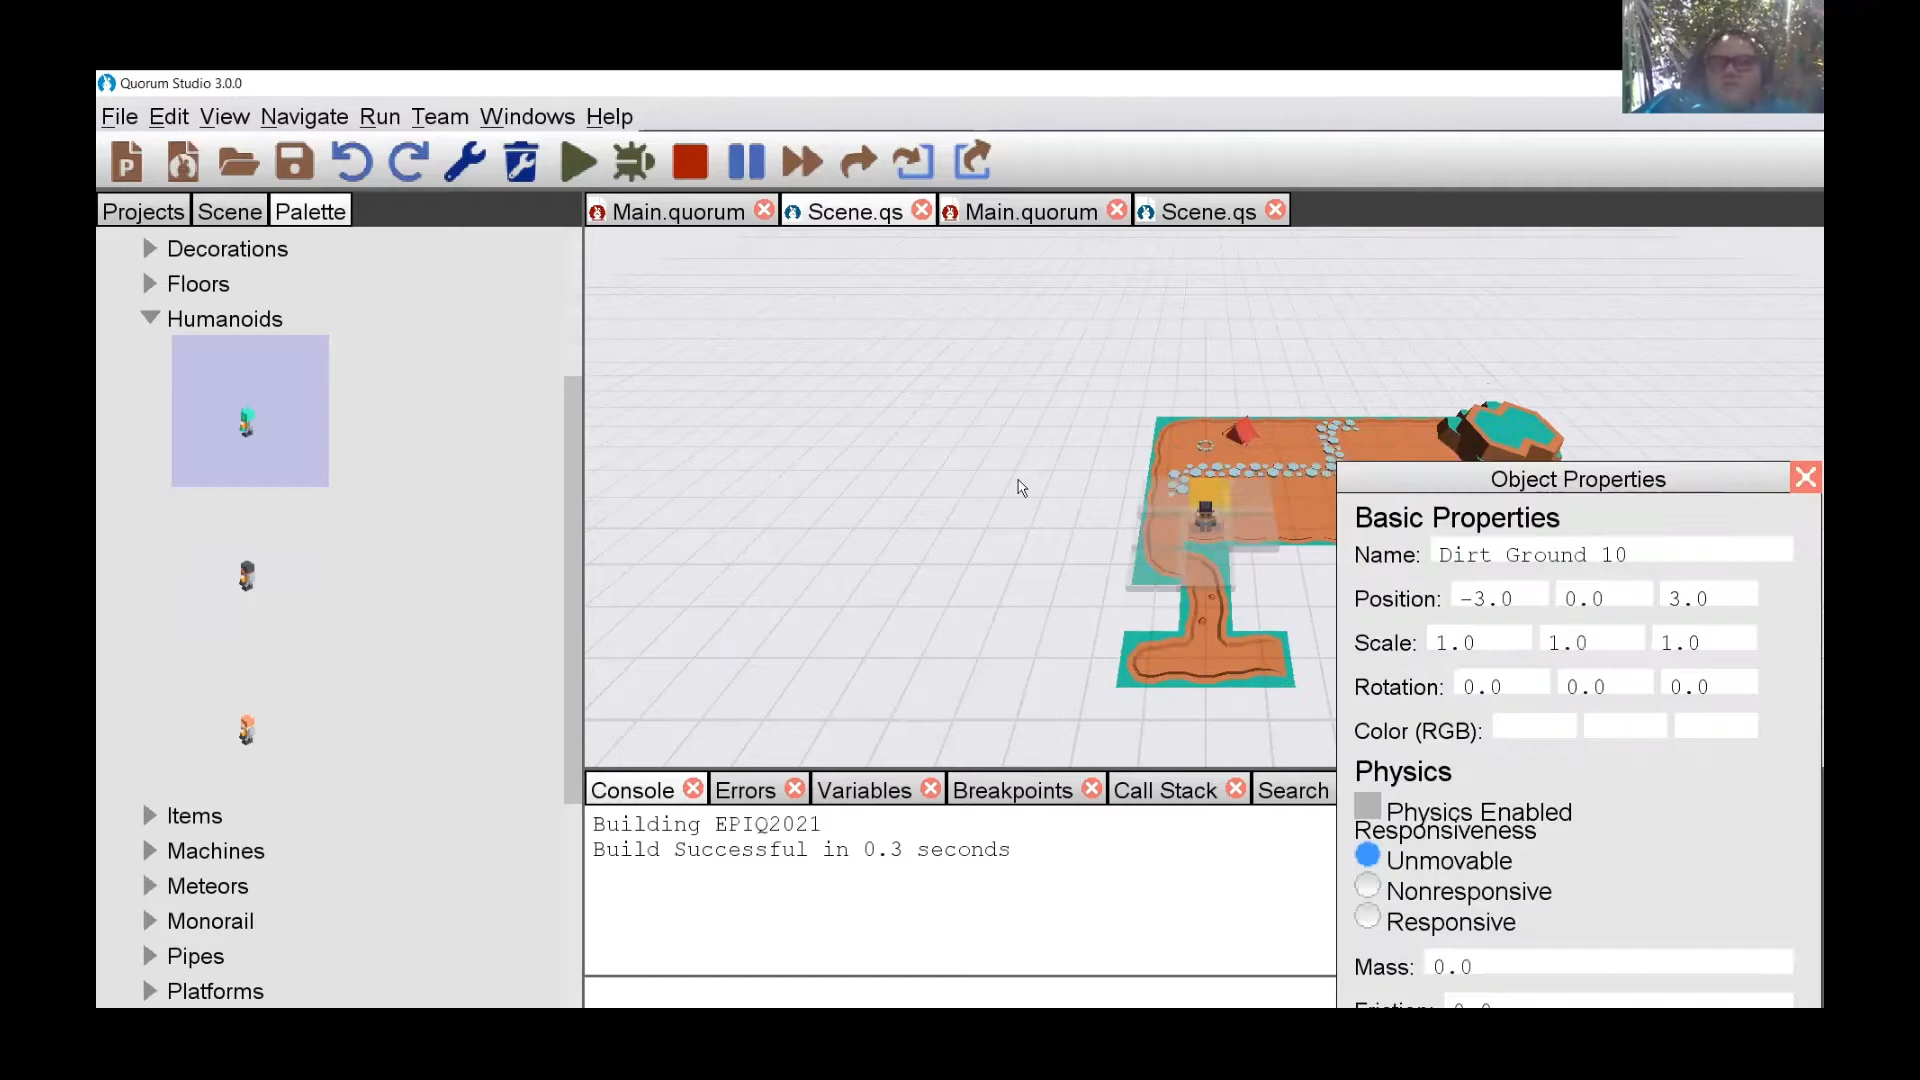 Quorum Studio 3.0.0
File Edit View Navigate Run Team Windows Help
P
Projects Scene Palette
Main.quorum Scene.qs Main.quorum Scene.qs
Decorations
Floors
Humanoids
Items
Machines
Meteors
Monorail
Pipes
Platforms
Object Properties
Basic Properties
Name: Dirt Ground 10
Position: -3.0 0.0 3.0
Scale: 1.0 1.0 1.0
Rotation: 0.0 0.0 0.0
Color (RGB):
Physics
Physics Enabled
Responsiveness
Unmovable
Nonresponsive
Responsive
Mass: 0.0
Console Errors Variables Breakpoints Call Stack Search
Building EPIQ2021
Build Successful in 0.3 seconds